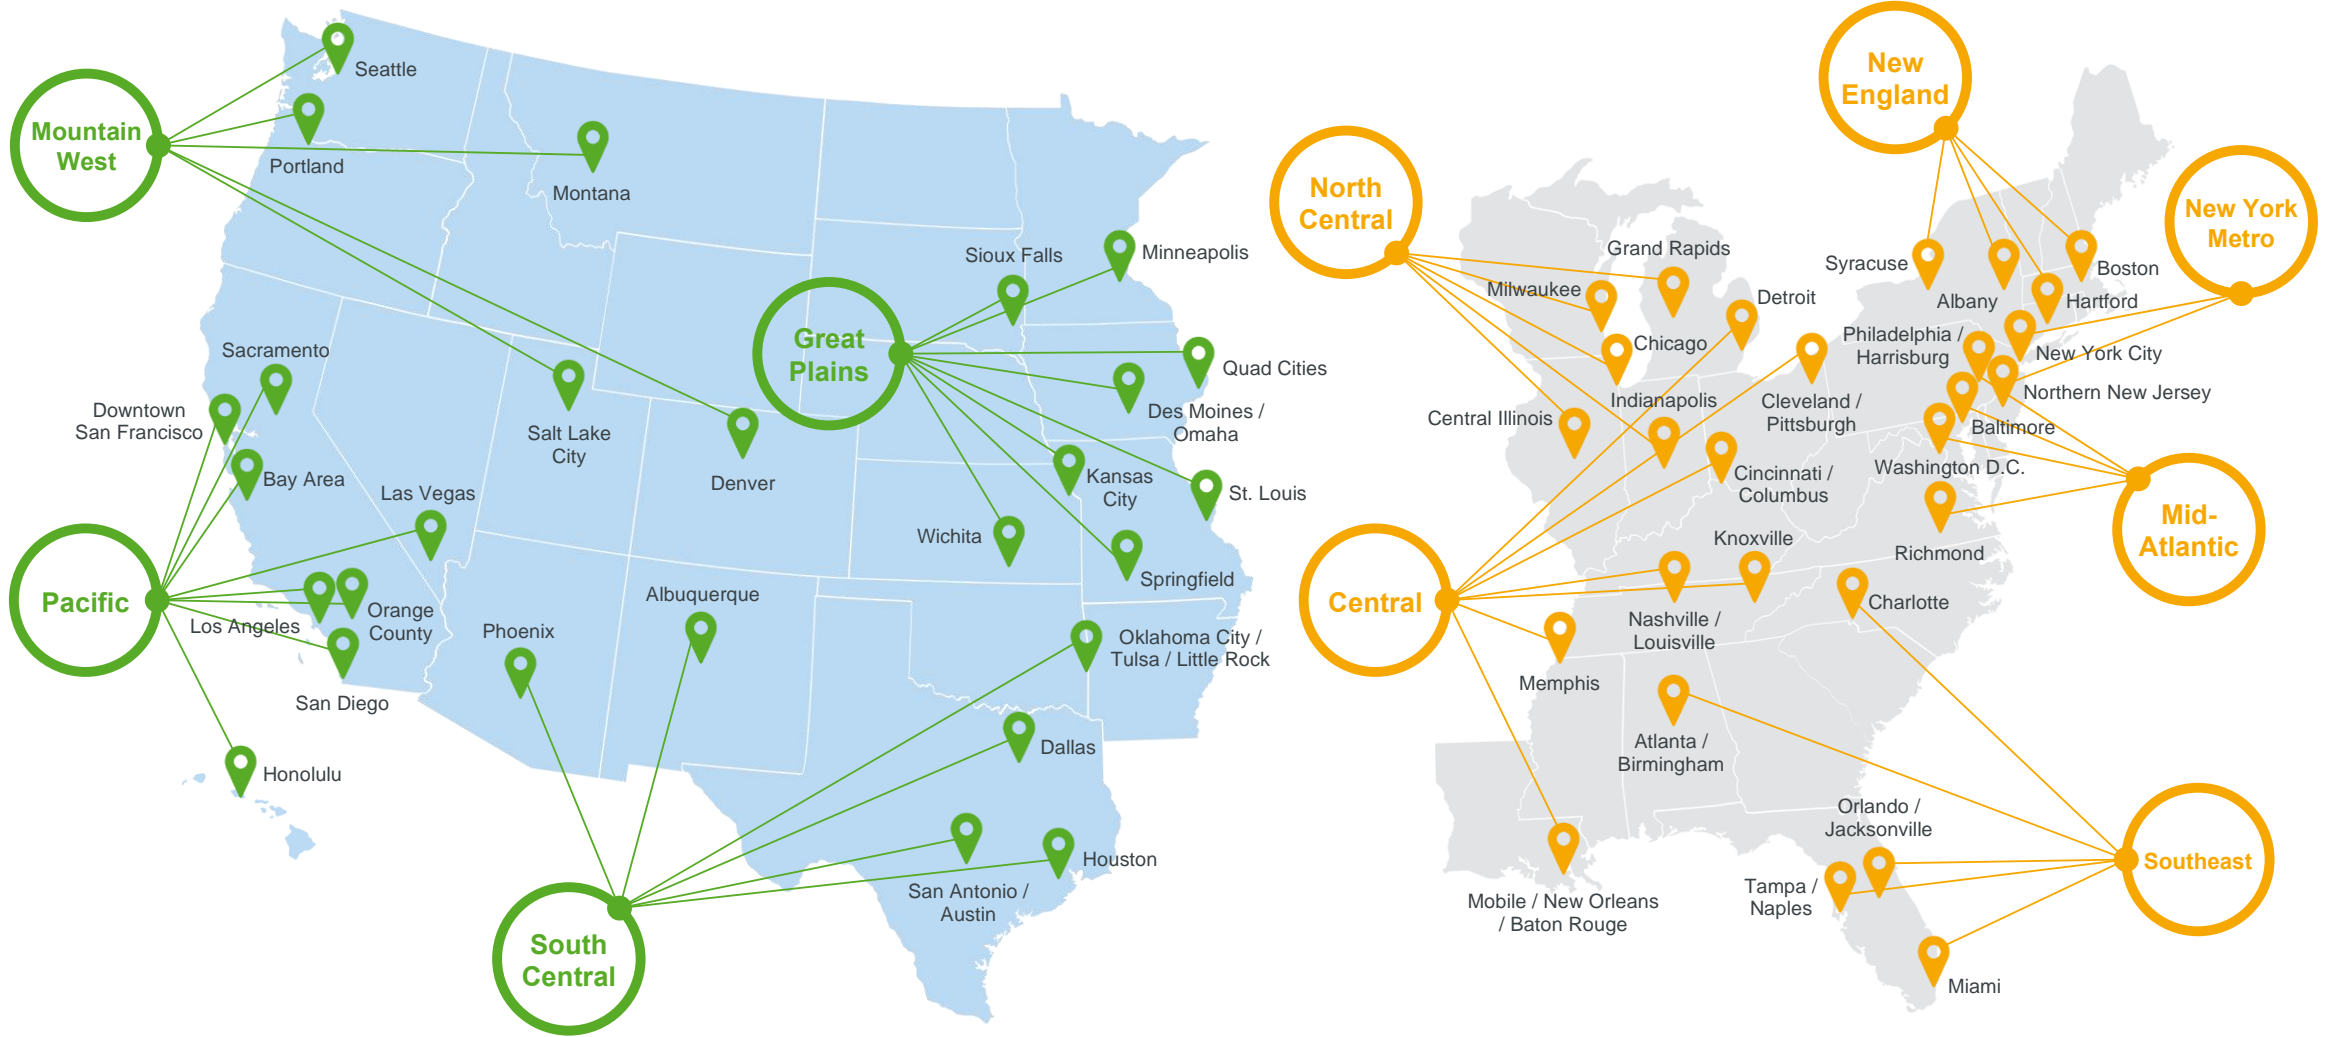 Seattle
Mountain
West
Portland
Montana
Sioux Falls
Minneapolis
Great
Plains
Sacramento
Quad Cities
Downtown
San Francisco
Salt Lake
City
Des Moines /
Omaha
Bay Area
Las Vegas
Denver
Kansas
City
St. Louis
Wichita
Springfield
Pacific
Los Angeles
Orange
County
Albuquerque
Phoenix
Oklahoma City /
Tulsa / Little Rock
San Diego
Dallas
Honolulu
Houston
San Antonio /
Austin
South
Central
New
England
North
Central
New York
Metro
Grand Rapids
Syracuse
Boston
Milwaukee
Detroit
Albany
Hartford
Chicago
Philadelphia /
Harrisburg
New York City
Northern New Jersey
Central Illinois
Indianapolis
Cleveland /
Pittsburgh
Baltimore
Cincinnati /
Columbus
Washington D.C.
Mid-
Atlantic
Knoxville
Richmond
Central
Nashville /
Louisville
Charlotte
Memphis
Atlanta /
Birmingham
Orlando /
Jacksonville
Southeast
Mobile / New Orleans
/ Baton Rouge
Tampa /
Naples
Miami